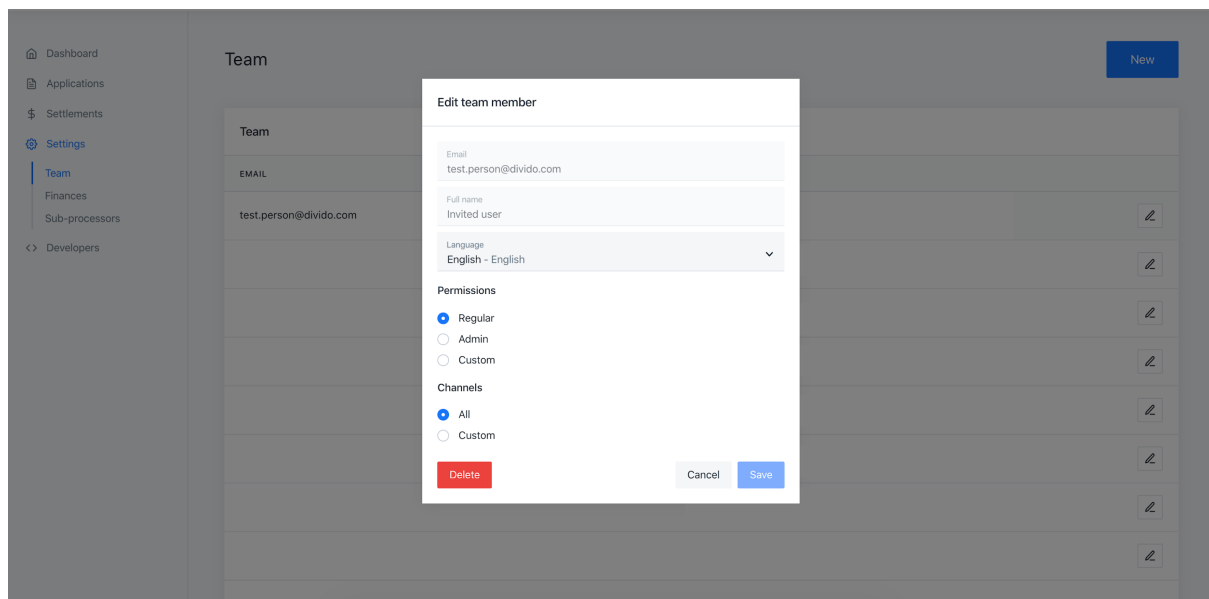 Dashboard
Applications
Settlements
Settings
Team
Finances
Sub-processors
Developers
Team
New
Team
EMAIL
test.person@divido.com
Edit team member
Email
test.person@divido.com
Full name
Invited user
Language
English - English
Permissions
Regular
Admin
Custom
Channels
All
Custom
Delete
Cancel
Save